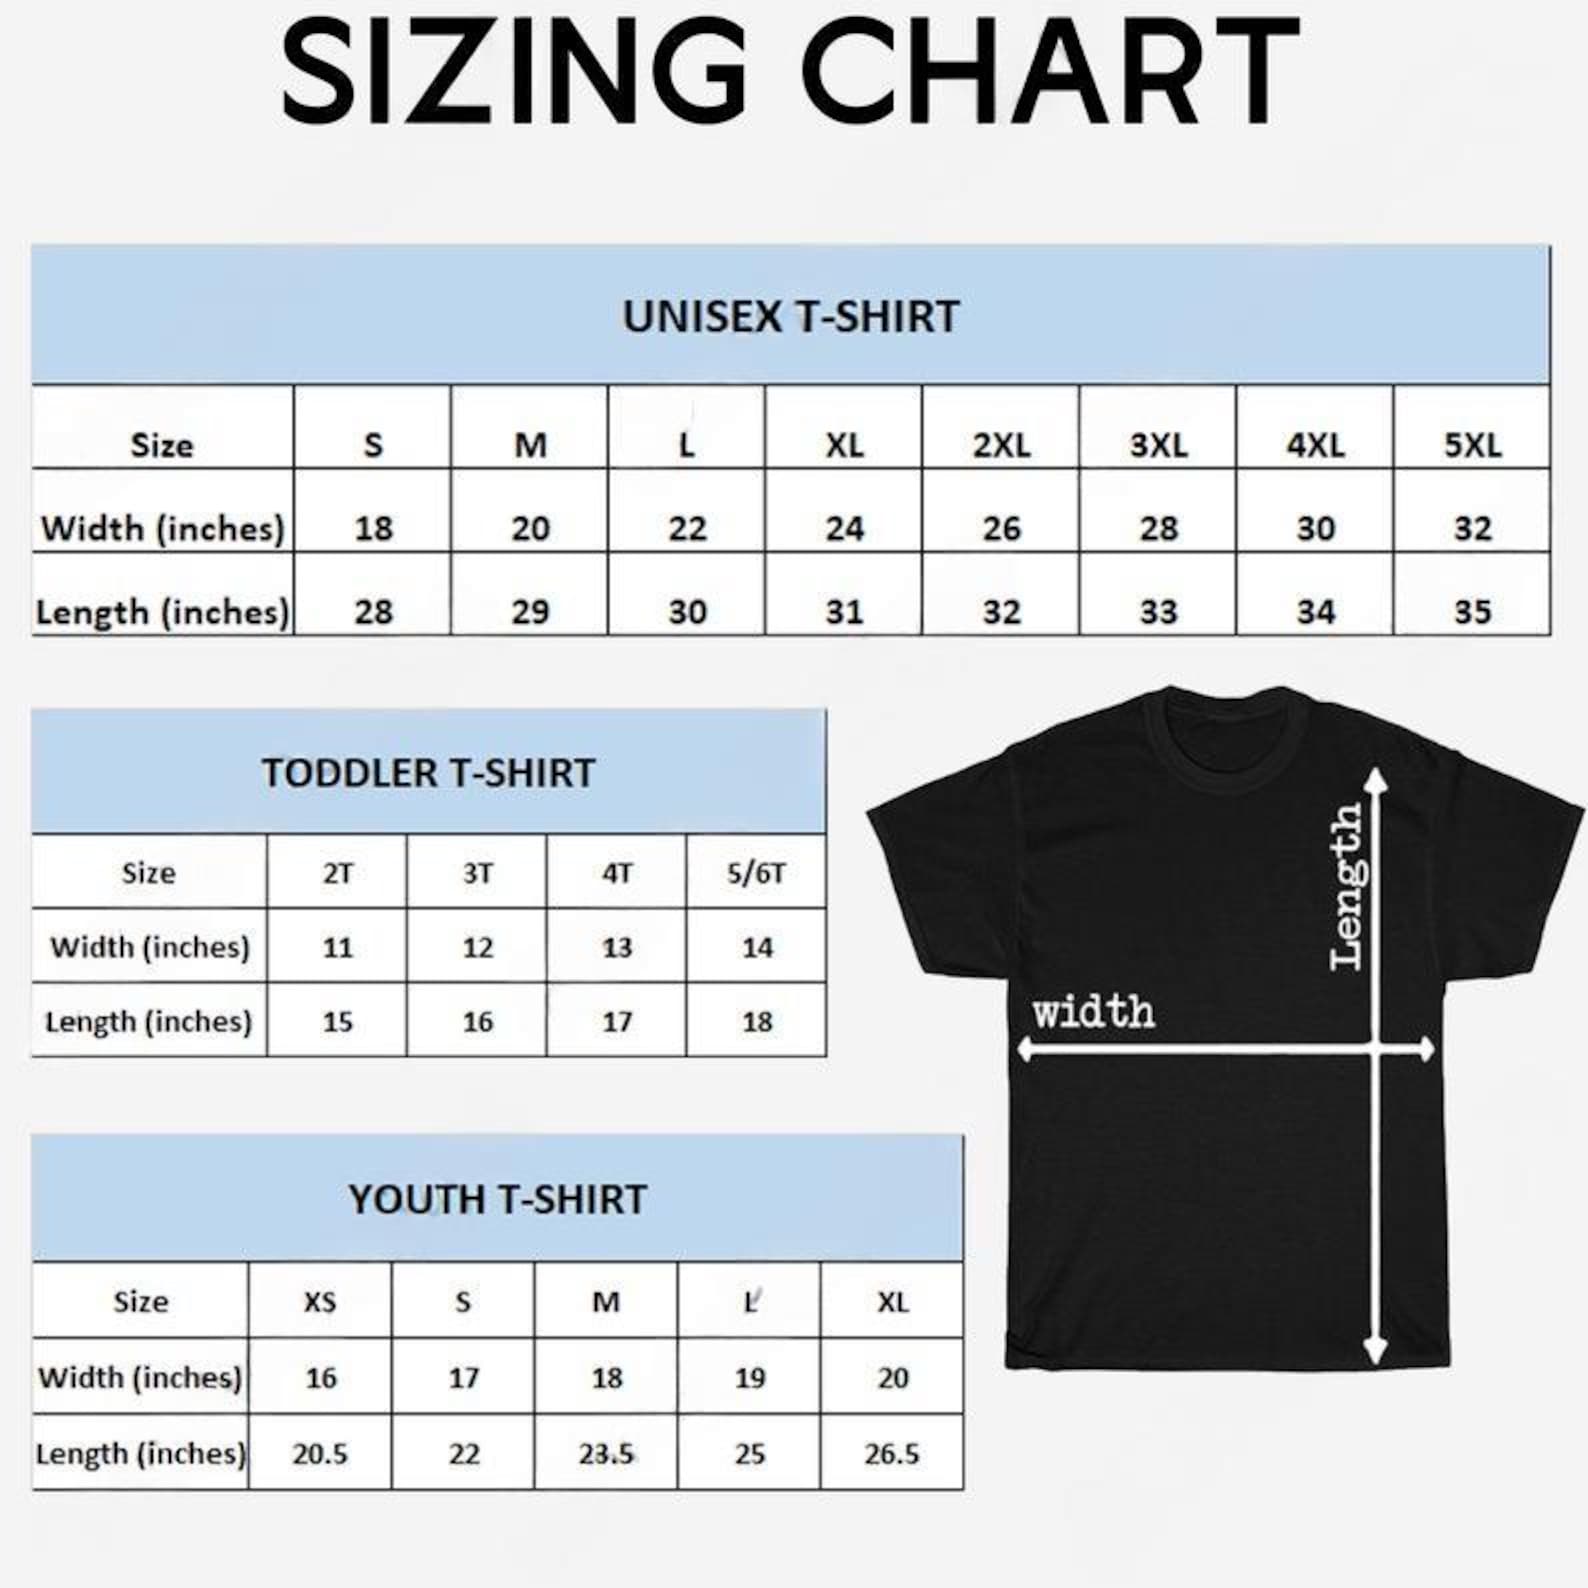 SIZING CHART
UNISEX T-SHIRT
Size S M L XL 2XL 3XL 4XL 5XL
Width (inches) 18 20 22 24 26 28 30 32
Length (inches) 28 29 30 31 32 33 34 35
TODDLER T-SHIRT
Size 2T 3T 4T 5/6T
Width (inches) 11 12 13 14
Length (inches) 15 16 17 18
Length
width
YOUTH T-SHIRT
Size XS S M L XL
Width (inches) 16 17 18 19 20
Length (inches) 20.5 22 23.5 25 26.5